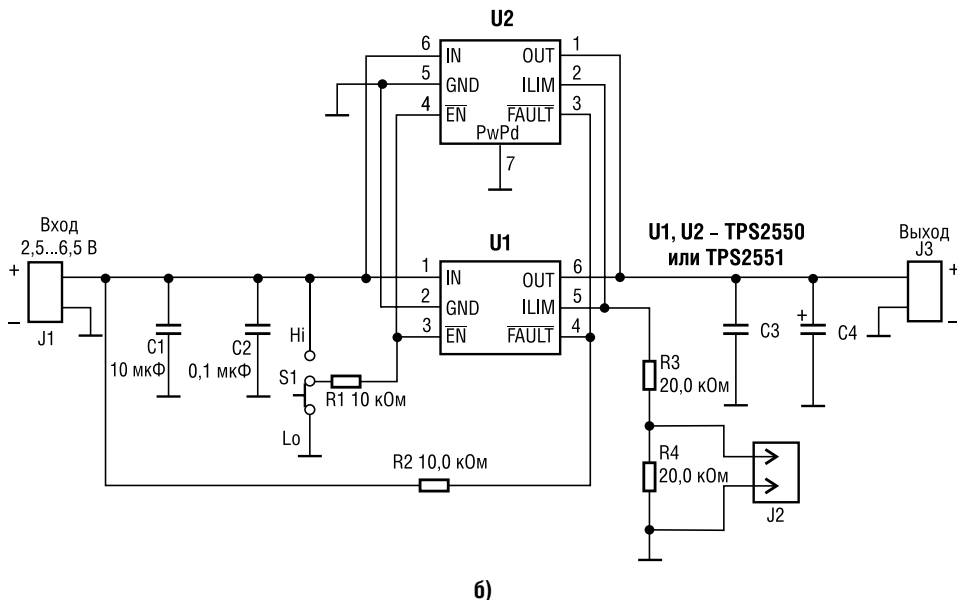 U2
6 IN OUT 1
5 GND ILIM 2
4 EN FAULT 3
PwPd
7
Вход
2,5...6,5 В
U1, U2 – TPS2550
или TPS2551
Выход
J3
U1
+ 1 IN OUT 6 +
2 GND ILIM 5
– 3 EN FAULT 4 –
J1
C1
10 мкФ
C2
0,1 мкФ
Hi
S1
R1 10 кОм
Lo
C3
+ C4
R3
20,0 кОм
R2 10,0 кОм
R4
20,0 кОм
J2
б)